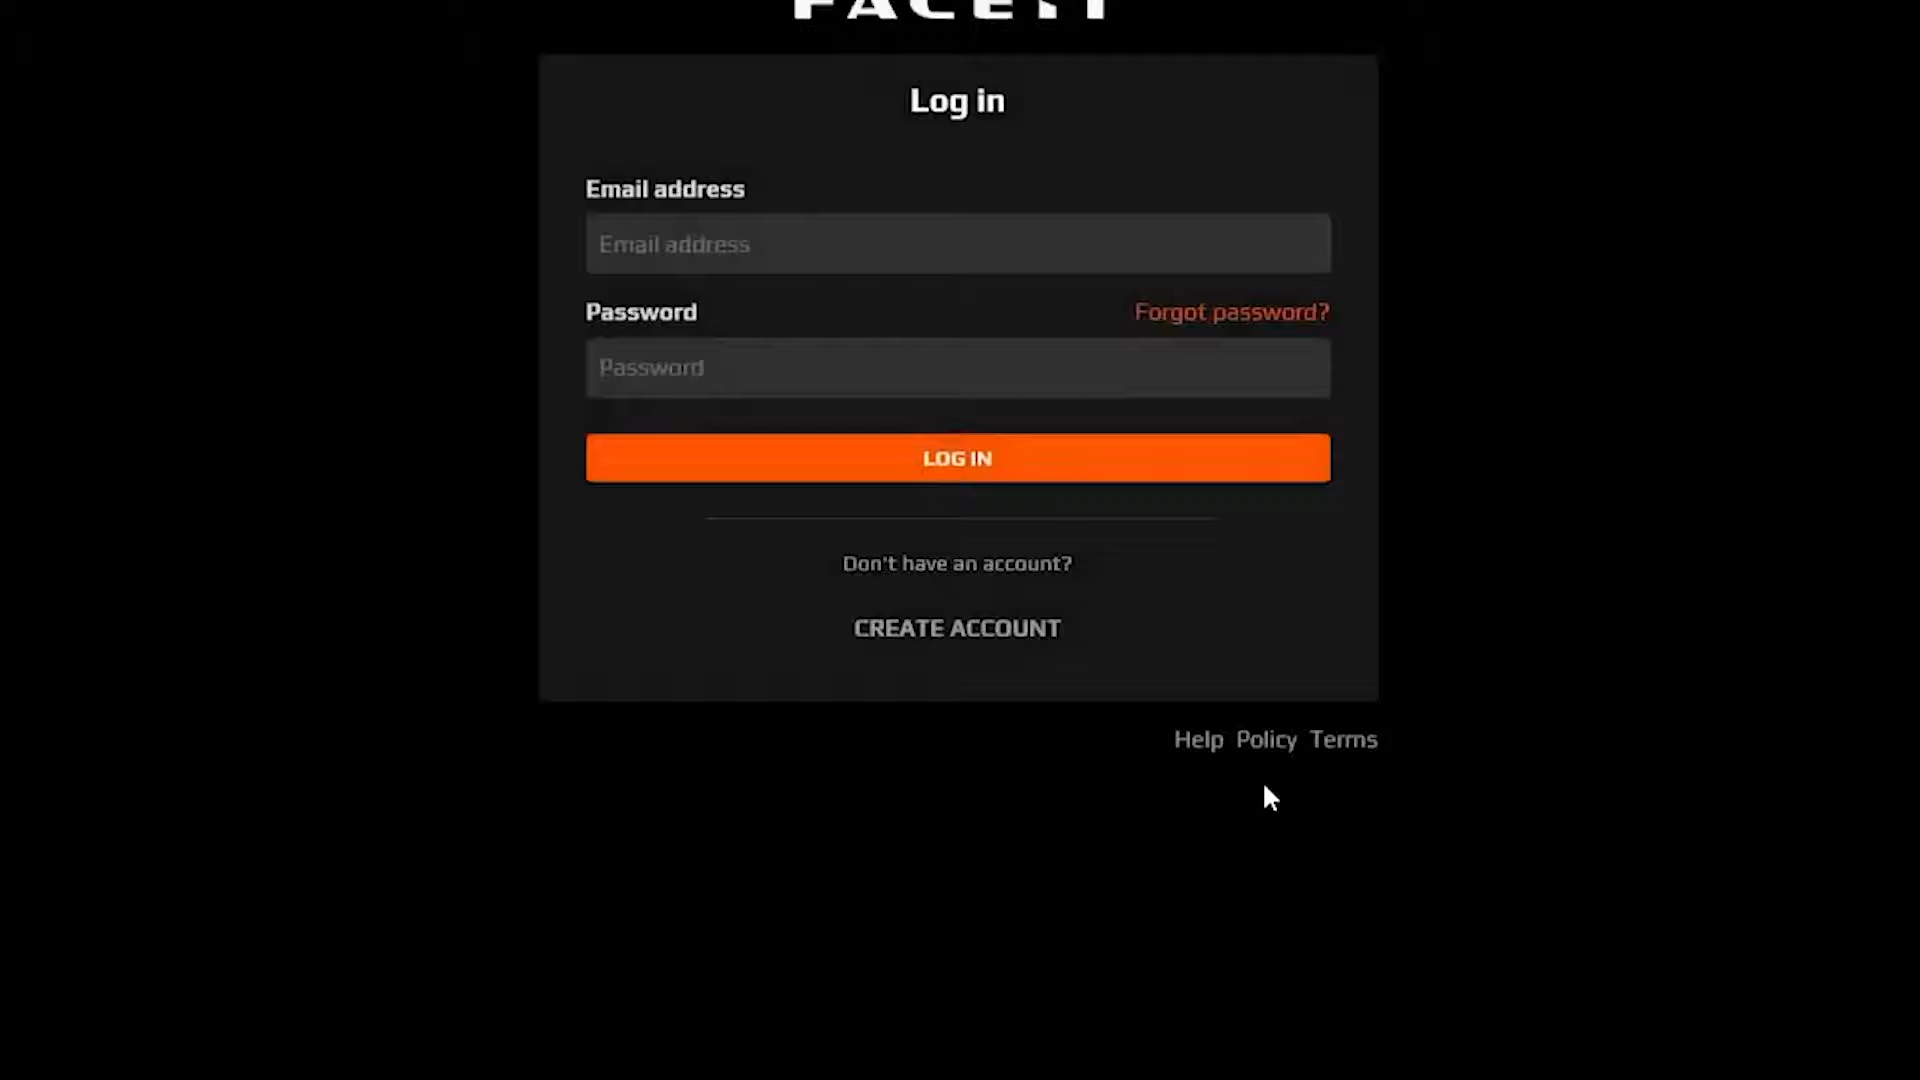 FACEIT
Log in
Email address
Email address
Password Forgot password?
Password
LOG IN
Don't have an account?
CREATE ACCOUNT
Help Policy Terms